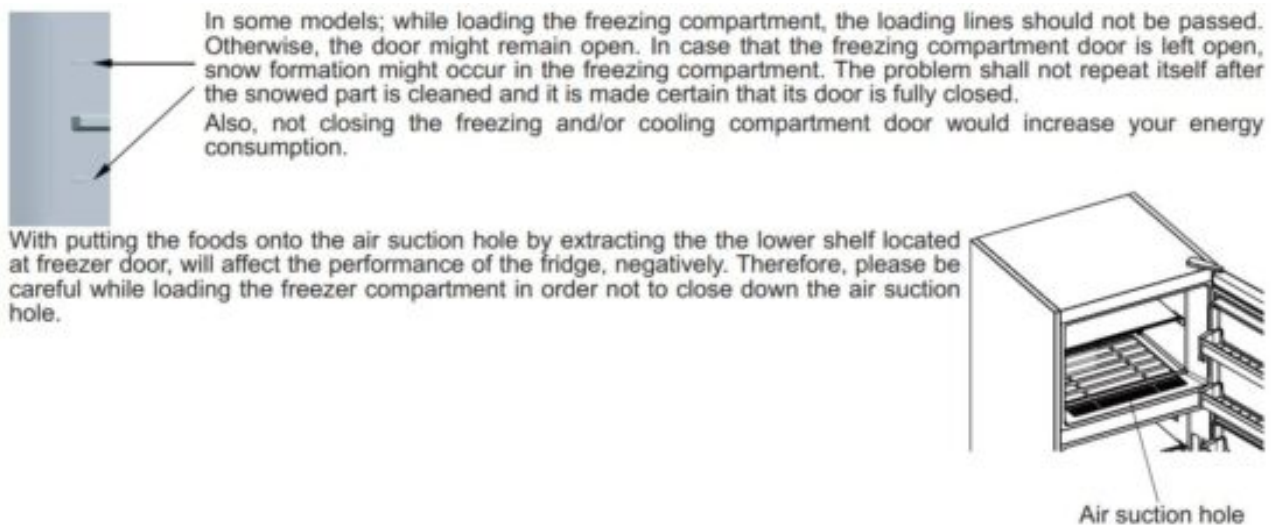 In some models; while loading the freezing compartment, the loading lines should not be passed.
Otherwise, the door might remain open. In case that the freezing compartment door is left open,
snow formation might occur in the freezing compartment. The problem shall not repeat itself after
the snowed part is cleaned and it is made certain that its door is fully closed.
Also, not closing the freezing and/or cooling compartment door would increase your energy
consumption.
With putting the foods onto the air suction hole by extracting the the lower shelf located
at freezer door, will affect the performance of the fridge, negatively. Therefore, please be
careful while loading the freezer compartment in order not to close down the air suction
hole.
Air suction hole